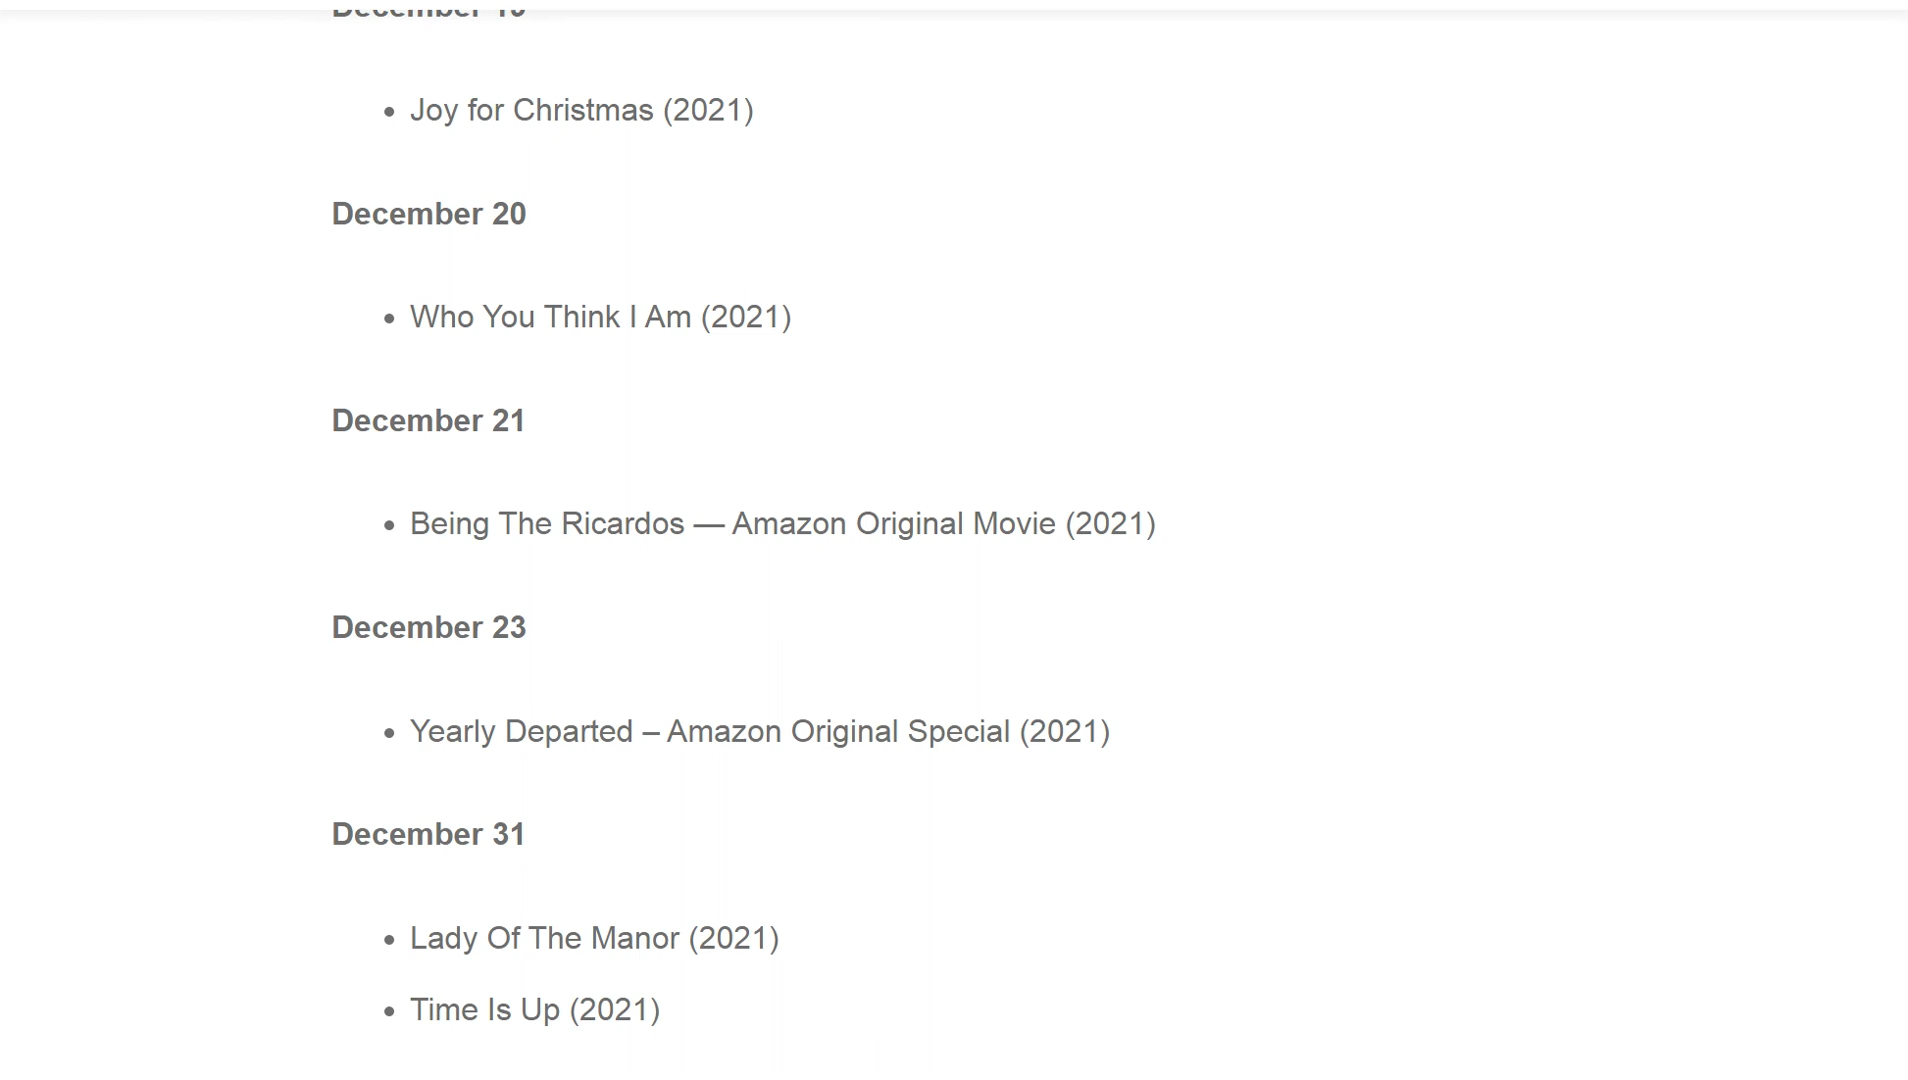 December 19
• Joy for Christmas (2021)
December 20
• Who You Think I Am (2021)
December 21
• Being The Ricardos — Amazon Original Movie (2021)
December 23
• Yearly Departed – Amazon Original Special (2021)
December 31
• Lady Of The Manor (2021)
• Time Is Up (2021)